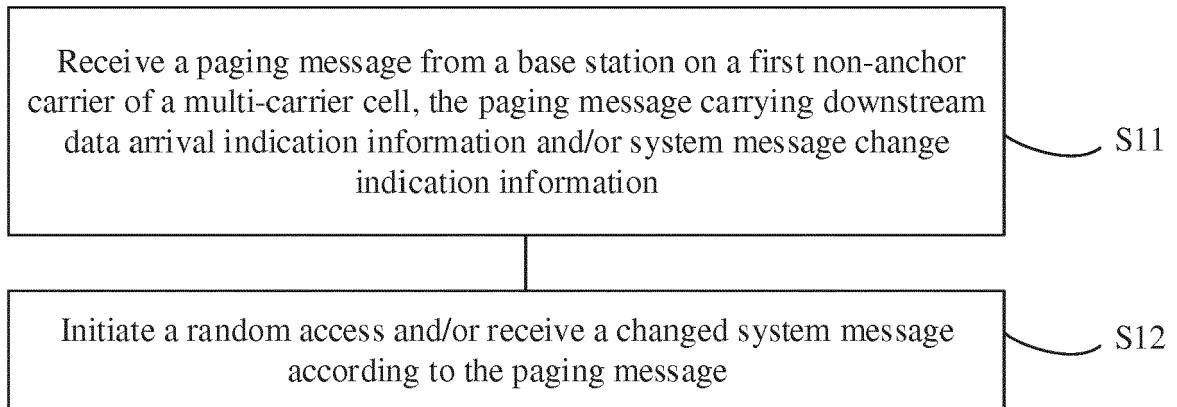 Receive a paging message from a base station on a first non-anchor
carrier of a multi-carrier cell, the paging message carrying downstream
data arrival indication information and/or system message change
indication information
S11
Initiate a random access and/or receive a changed system message
according to the paging message
S12